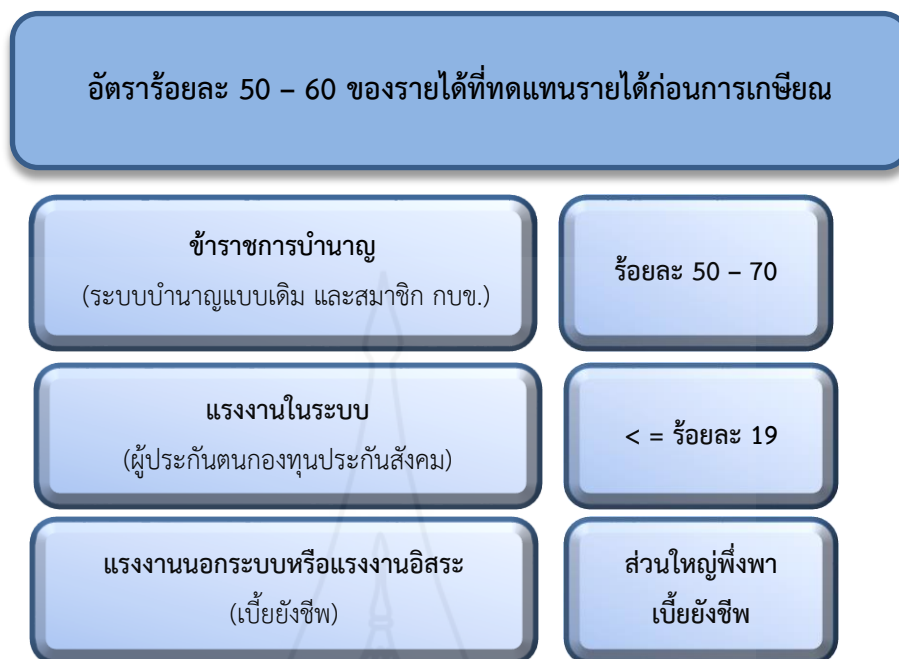 อัตราร้อยละ 50 – 60 ของรายได้ที่ทดแทนรายได้ก่อนการเกษียณ
ข้าราชการบำนาญ
(ระบบบำนาญแบบเดิม และสมาชิก กบข.)
ร้อยละ 50 – 70
แรงงานในระบบ
(ผู้ประกันตนกองทุนประกันสังคม)
< = ร้อยละ 19
แรงงานนอกระบบหรือแรงงานอิสระ
(เบี้ยยังชีพ)
ส่วนใหญ่พึ่งพา
เบี้ยยังชีพ